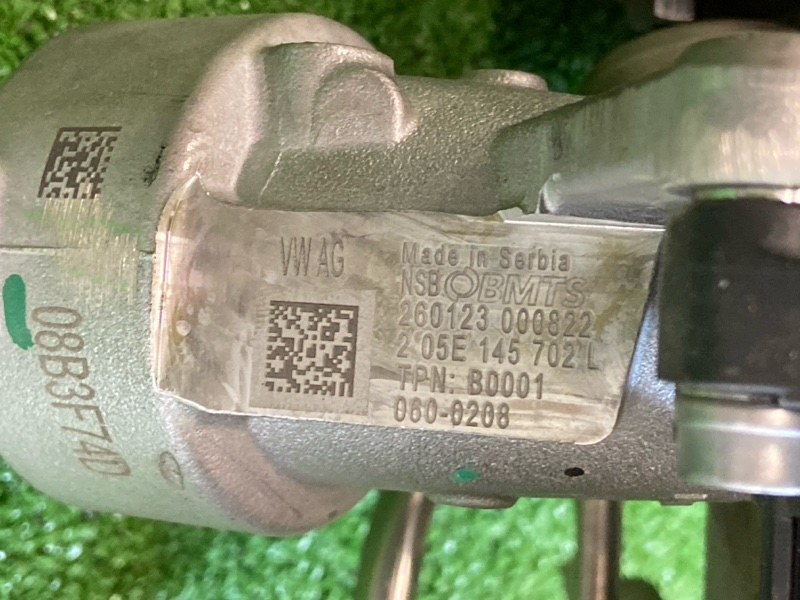 VW AG
Made in Serbia
NSB BMTS
260123 000822
2 05E 145 702 L
TPN: B0001
060-0208
08B3F74D